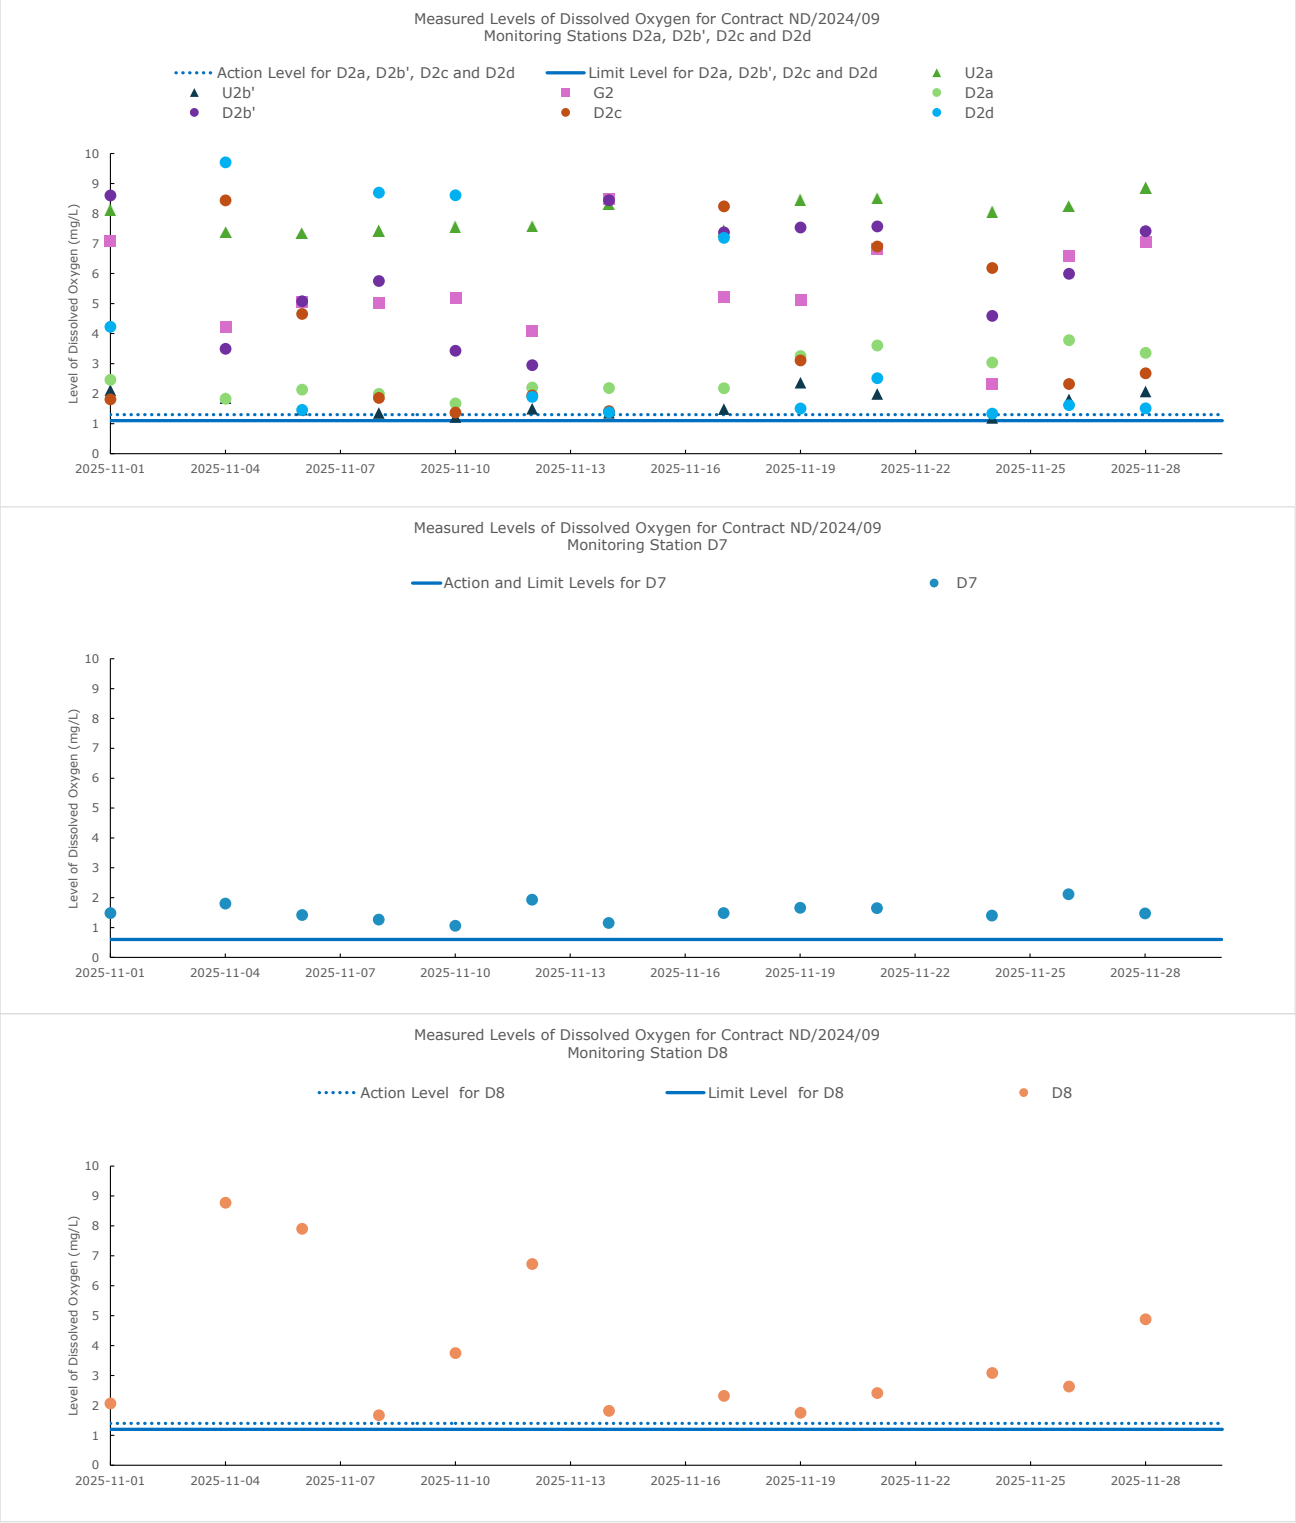 Measured Levels of Dissolved Oxygen for Contract ND/2024/09
Monitoring Stations D2a, D2b', D2c and D2d
Action Level for D2a, D2b', D2c and D2d Limit Level for D2a, D2b', D2c and D2d U2a
U2b' G2 D2a
D2b' D2c D2d
Level of Dissolved Oxygen (mg/L)
10
9
8
7
6
5
4
3
2
1
0
2025-11-01 2025-11-04 2025-11-07 2025-11-10 2025-11-13 2025-11-16 2025-11-19 2025-11-22 2025-11-25 2025-11-28
Measured Levels of Dissolved Oxygen for Contract ND/2024/09
Monitoring Station D7
Action and Limit Levels for D7 D7
Level of Dissolved Oxygen (mg/L)
10
9
8
7
6
5
4
3
2
1
0
2025-11-01 2025-11-04 2025-11-07 2025-11-10 2025-11-13 2025-11-16 2025-11-19 2025-11-22 2025-11-25 2025-11-28
Measured Levels of Dissolved Oxygen for Contract ND/2024/09
Monitoring Station D8
Action Level for D8 Limit Level for D8 D8
Level of Dissolved Oxygen (mg/L)
10
9
8
7
6
5
4
3
2
1
0
2025-11-01 2025-11-04 2025-11-07 2025-11-10 2025-11-13 2025-11-16 2025-11-19 2025-11-22 2025-11-25 2025-11-28